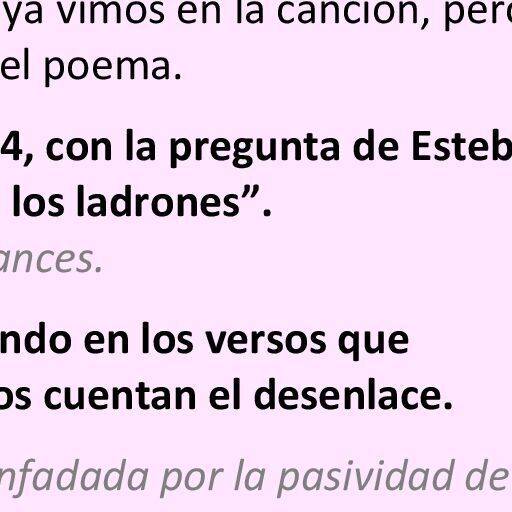 ya vimos en la canción, pero
el poema.
4, con la pregunta de Esteb
los ladrones”.
ances.
ndo en los versos que
os cuentan el desenlace.
nfadada por la pasividad de